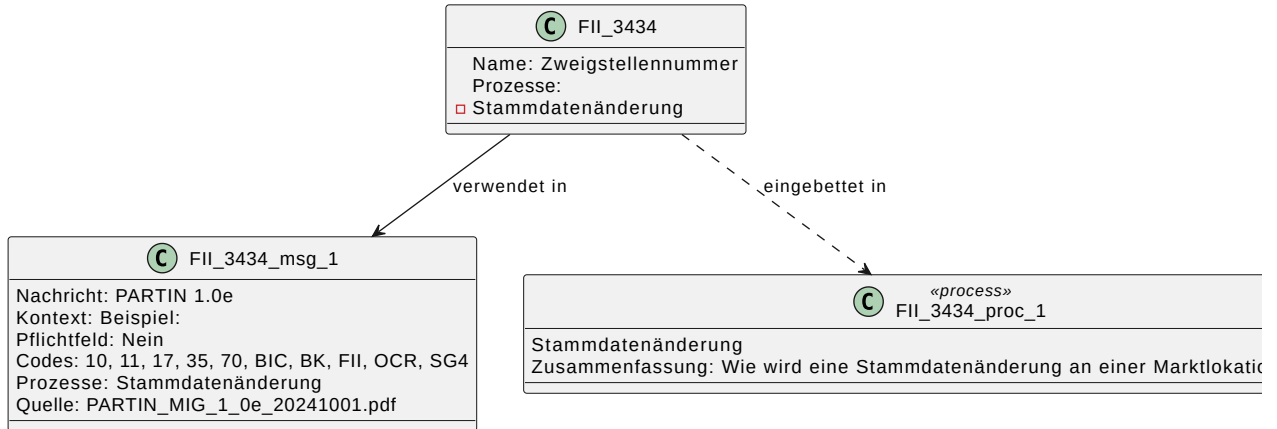 C FII_3434
Name: Zweigstellennummer
Prozesse:
Stammdatenänderung
verwendet in
eingebettet in
C FII_3434_msg_1
Nachricht: PARTIN 1.0e
Kontext: Beispiel:
Pflichtfeld: Nein
Codes: 10, 11, 17, 35, 70, BIC, BK, FII, OCR, SG4
Prozesse: Stammdatenänderung
Quelle: PARTIN_MIG_1_0e_20241001.pdf
C «process»
FII_3434_proc_1
Stammdatenänderung
Zusammenfassung: Wie wird eine Stammdatenänderung an einer